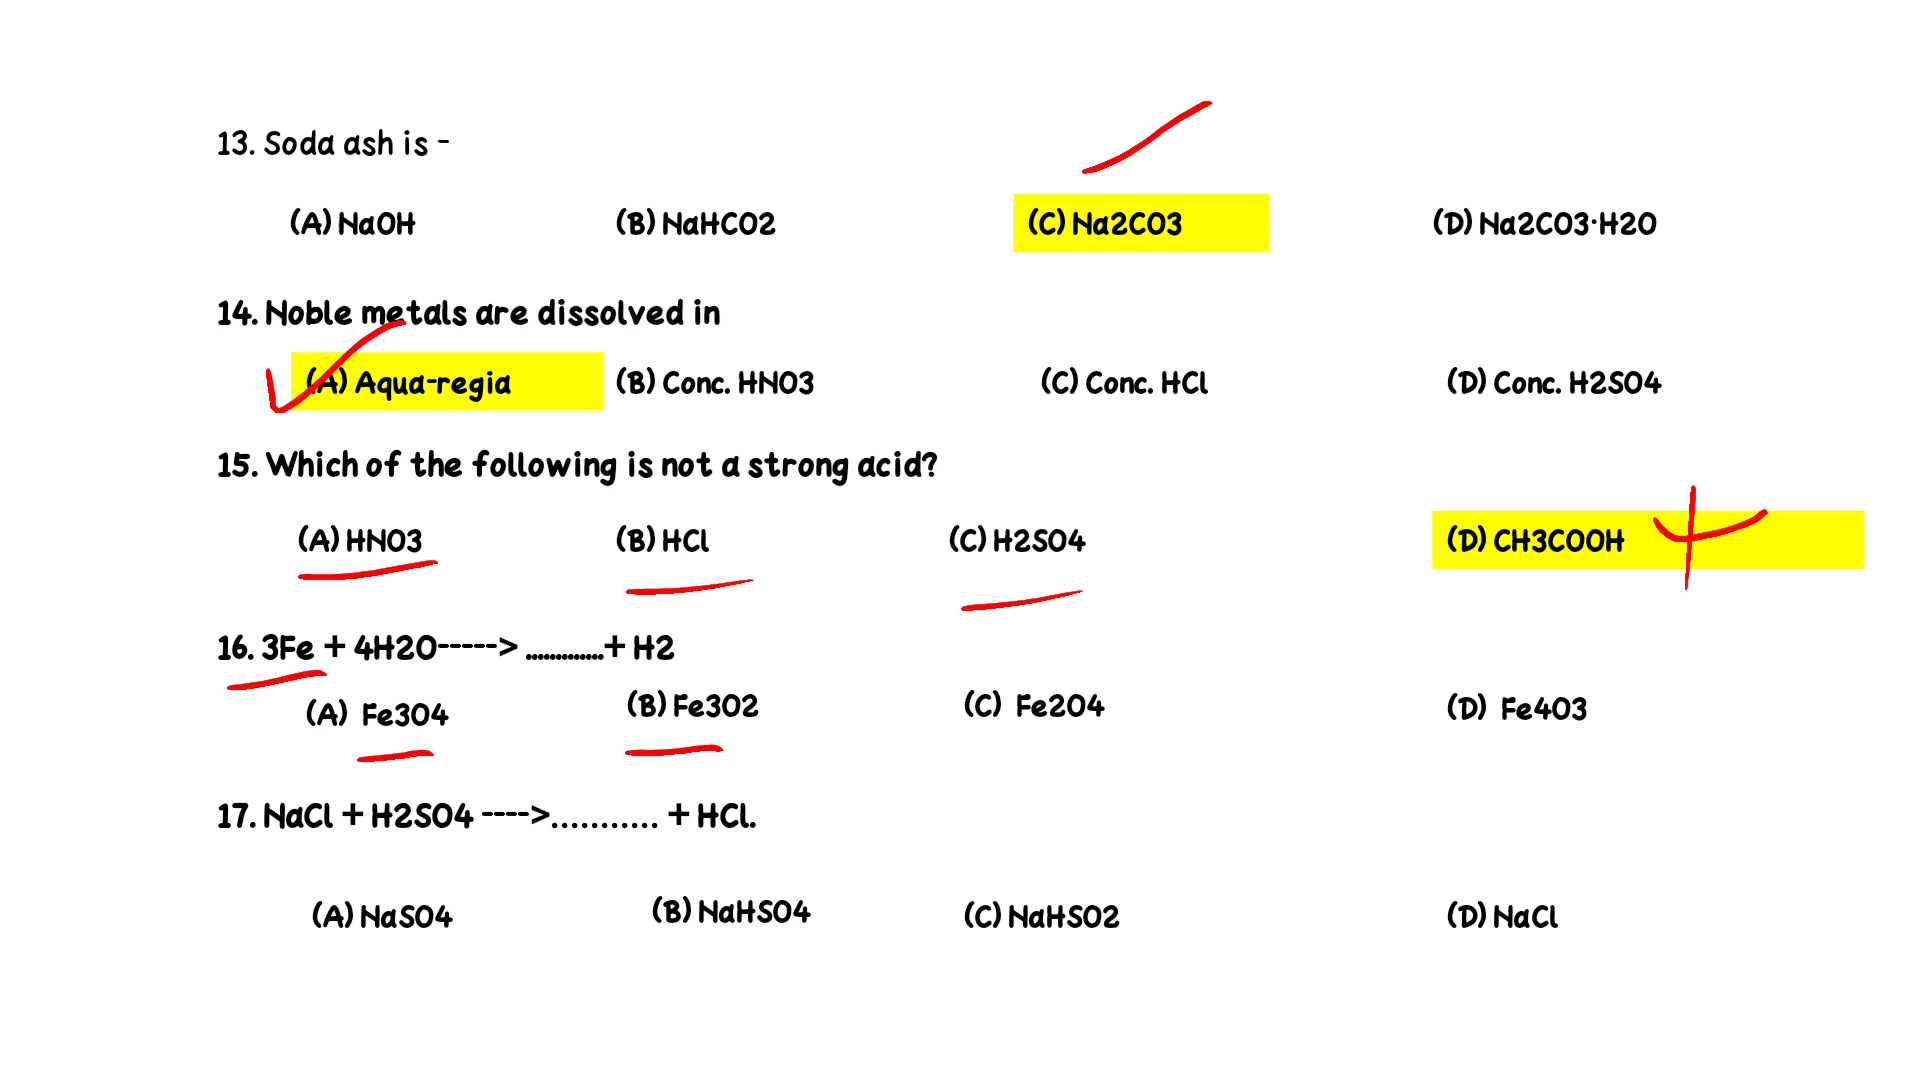 13. Soda ash is -
(A) NaOH (B) NaHCO2 (C) Na2CO3 (D) Na2CO3·H2O
14. Noble metals are dissolved in
(A) Aqua-regia (B) Conc. HNO3 (C) Conc. HCl (D) Conc. H2SO4
15. Which of the following is not a strong acid?
(A) HNO3 (B) HCl (C) H2SO4 (D) CH3COOH
16. 3Fe + 4H2O-----> .............+ H2
(A) Fe3O4 (B) Fe3O2 (C) Fe2O4 (D) Fe4O3
17. NaCl + H2SO4 ---->........... + HCl.
(A) NaSO4 (B) NaHSO4 (C) NaHSO2 (D) NaCl